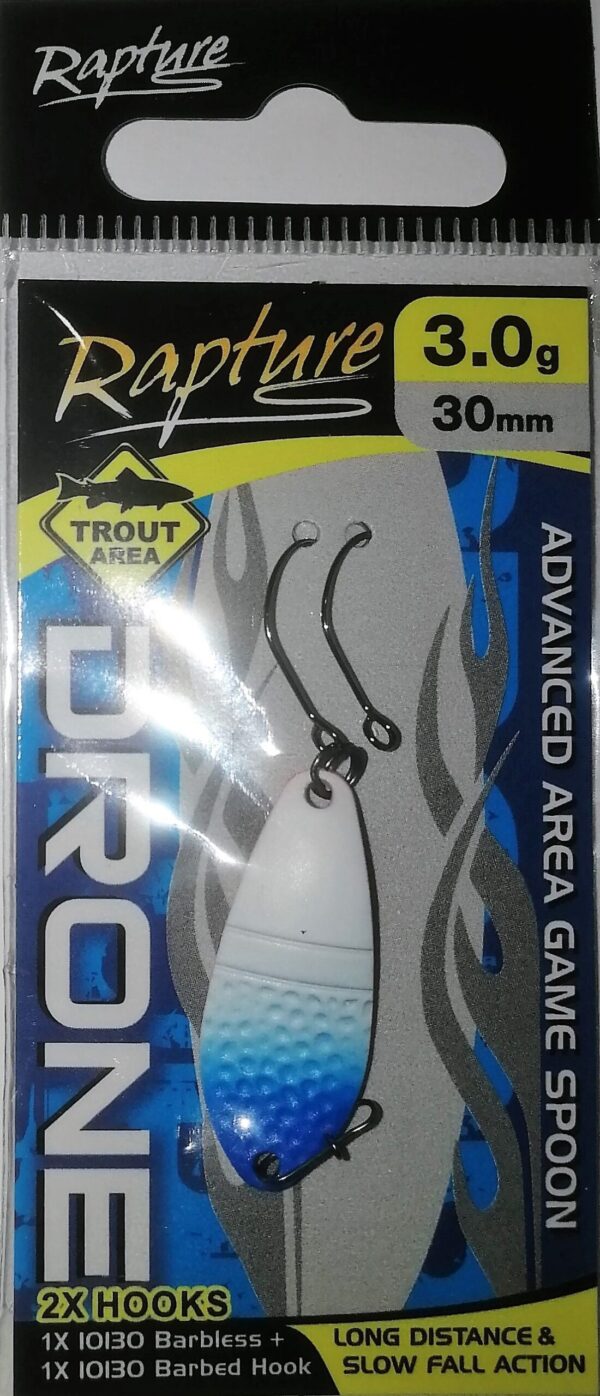 Rapture
Rapture
3.0g
30mm
TROUT
AREA
DRONE
ADVANCED AREA GAME SPOON
2X HOOKS
1X 10130 Barbless +
1X 10130 Barbed Hook
LONG DISTANCE &
SLOW FALL ACTION